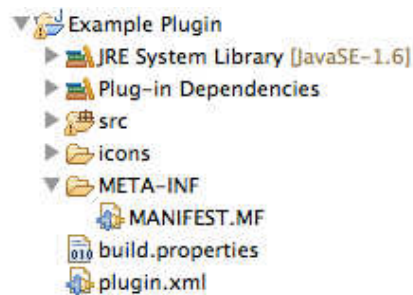 Example Plugin
JRE System Library [JavaSE-1.6]
Plug-in Dependencies
src
icons
META-INF
MANIFEST.MF
build.properties
plugin.xml